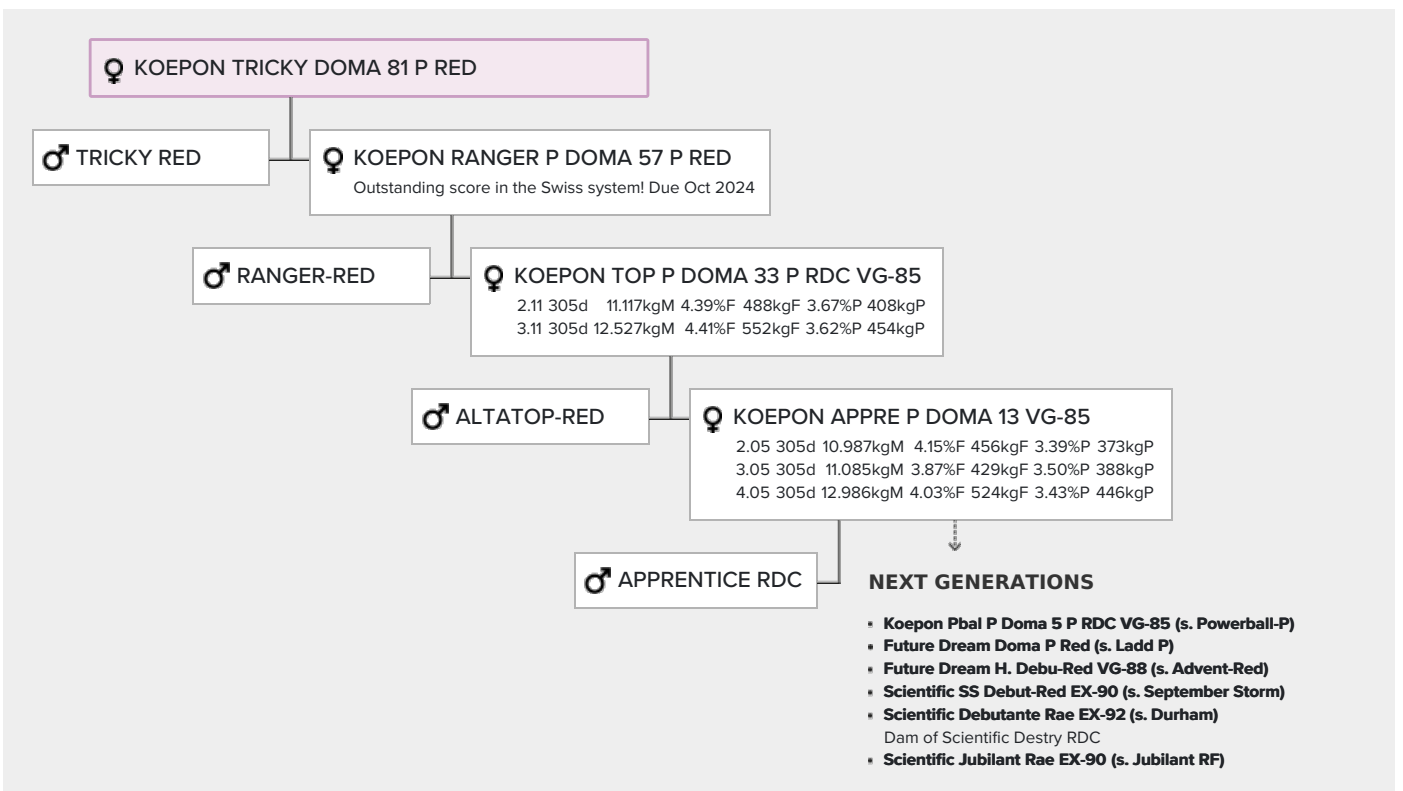 KOEPON TRICKY DOMA 81 P RED
TRICKY RED
KOEPON RANGER P DOMA 57 P RED
Outstanding score in the Swiss system! Due Oct 2024
RANGER-RED
KOEPON TOP P DOMA 33 P RDC VG-85
2.11 305d 11.117kgM 4.39%F 488kgF 3.67%P 408kgP
3.11 305d 12.527kgM 4.41%F 552kgF 3.62%P 454kgP
ALTATOP-RED
KOEPON APPRE P DOMA 13 VG-85
2.05 305d 10.987kgM 4.15%F 456kgF 3.39%P 373kgP
3.05 305d 11.085kgM 3.87%F 429kgF 3.50%P 388kgP
4.05 305d 12.986kgM 4.03%F 524kgF 3.43%P 446kgP
APPRENTICE RDC
NEXT GENERATIONS
Koepon Pbal P Doma 5 P RDC VG-85 (s. Powerball-P)
Future Dream Doma P Red (s. Ladd P)
Future Dream H. Debu-Red VG-88 (s. Advent-Red)
Scientific SS Debut-Red EX-90 (s. September Storm)
Scientific Debutante Rae EX-92 (s. Durham)
Dam of Scientific Destry RDC
Scientific Jubilant Rae EX-90 (s. Jubilant RF)